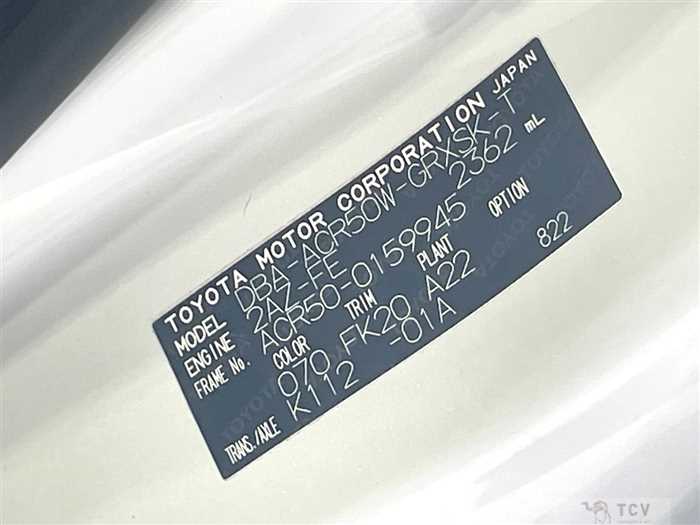 TOYOTA MOTOR CORPORATION JAPAN
MODEL DBA-ACR50W-GRXSK-T
ENGINE 2AZ-FE 2362 mL
FRAME No. ACR50-0159945
COLOR TRIM PLANT OPTION
070 FK20 A22 822
TRANS./AXLE K112 -01A
TCV